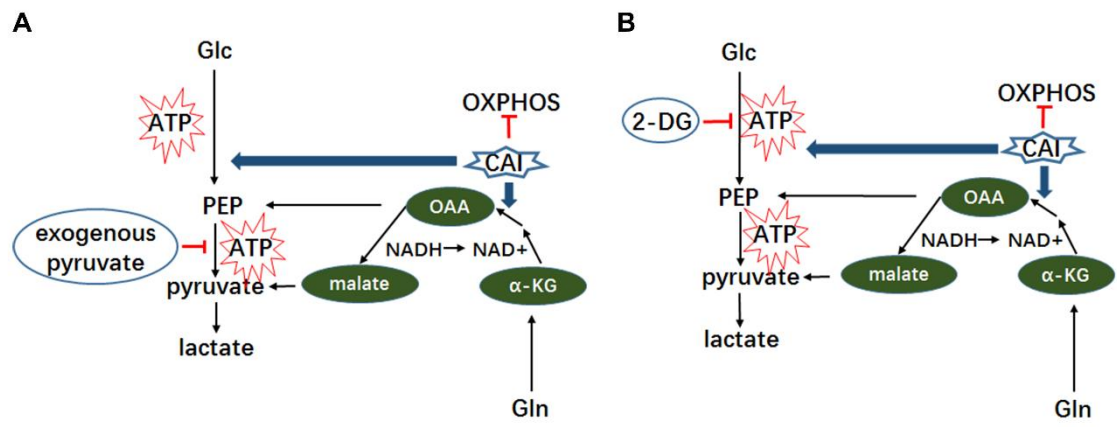 A
Glc
ATP
OXPHOS
CAI
PEP
OAA
exogenous
pyruvate
ATP
NADH
NAD+
pyruvate
malate
α-KG
lactate
Gln
B
Glc
2-DG
ATP
OXPHOS
CAI
PEP
OAA
ATP
NADH
NAD+
pyruvate
malate
α-KG
lactate
Gln